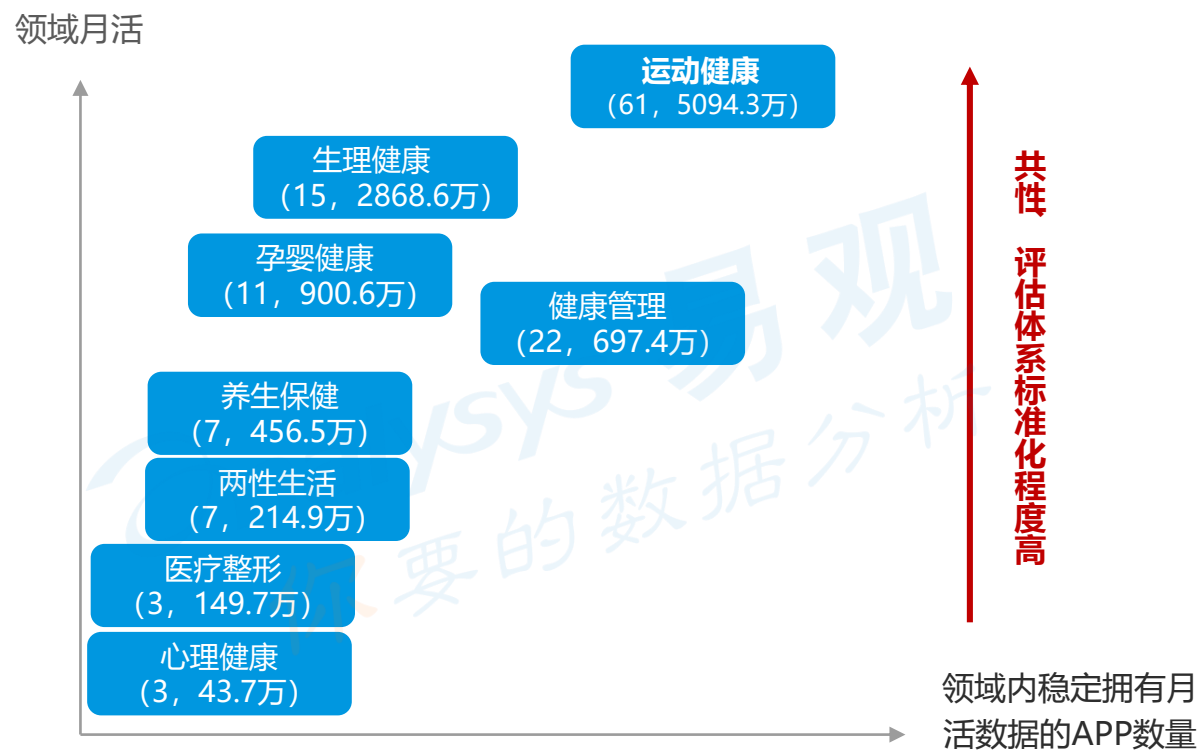 领域月活
运动健康
（61，5094.3万）
生理健康
（15，2868.6万）
孕婴健康
（11，900.6万）
健康管理
（22，697.4万）
养生保健
（7，456.5万）
两性生活
（7，214.9万）
医疗整形
（3，149.7万）
心理健康
（3，43.7万）
共性、评估体系标准化程度高
领域内稳定拥有月
活数据的APP数量
易观
你要的数据分析